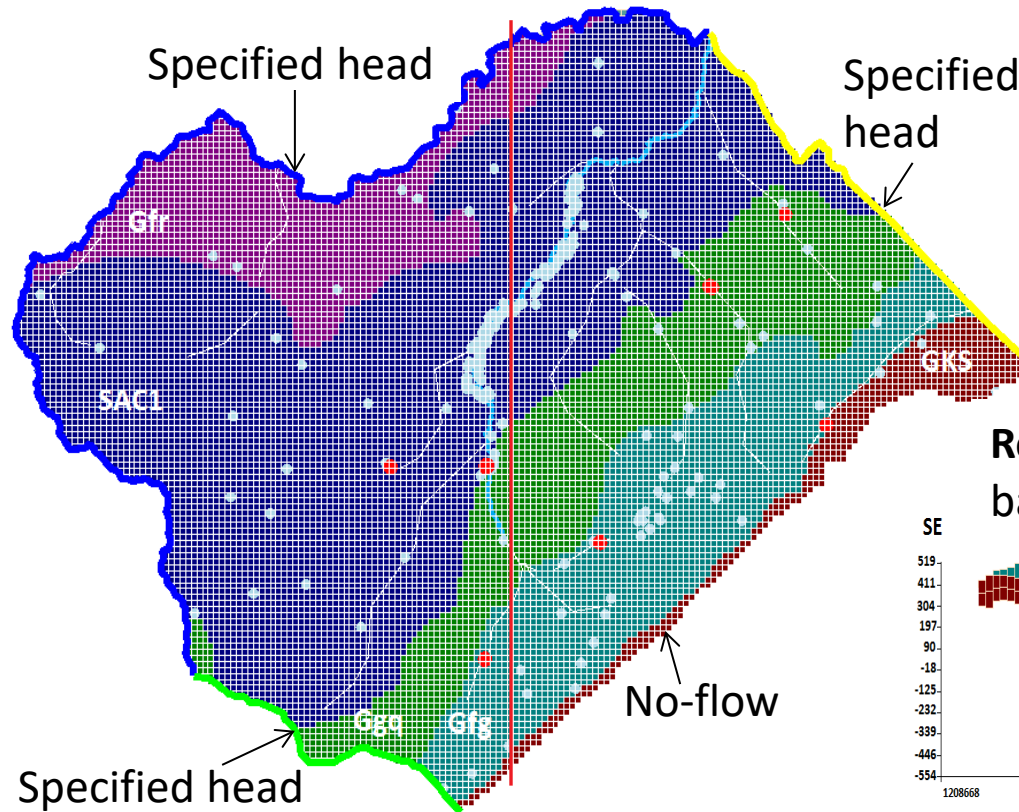 Specified head
Specified
head
Gfr
SAC1
GKS
SE
519
411
304
197
90
-18
-125
-232
-339
-446
-554
1208668
No-flow
Ggq
Gfg
Specified head